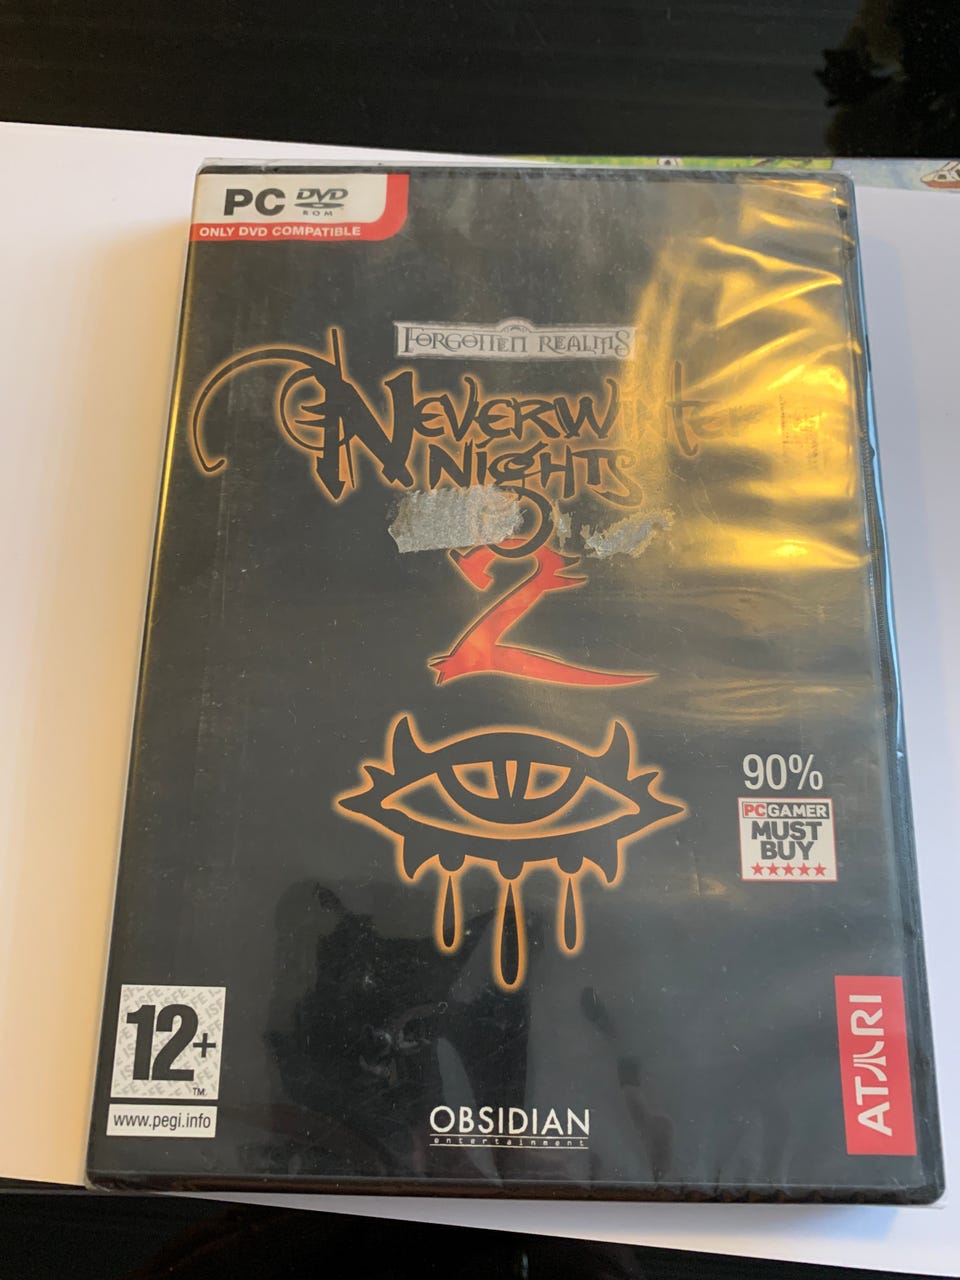 PC DVD
ROM
ONLY DVD COMPATIBLE
FORGOTTEN REALMS
NEVERWINTER
NIGHTS
2
90%
PC GAMER
MUST
BUY
12+
TM
www.pegi.info
OBSIDIAN
entertainment
ATARI